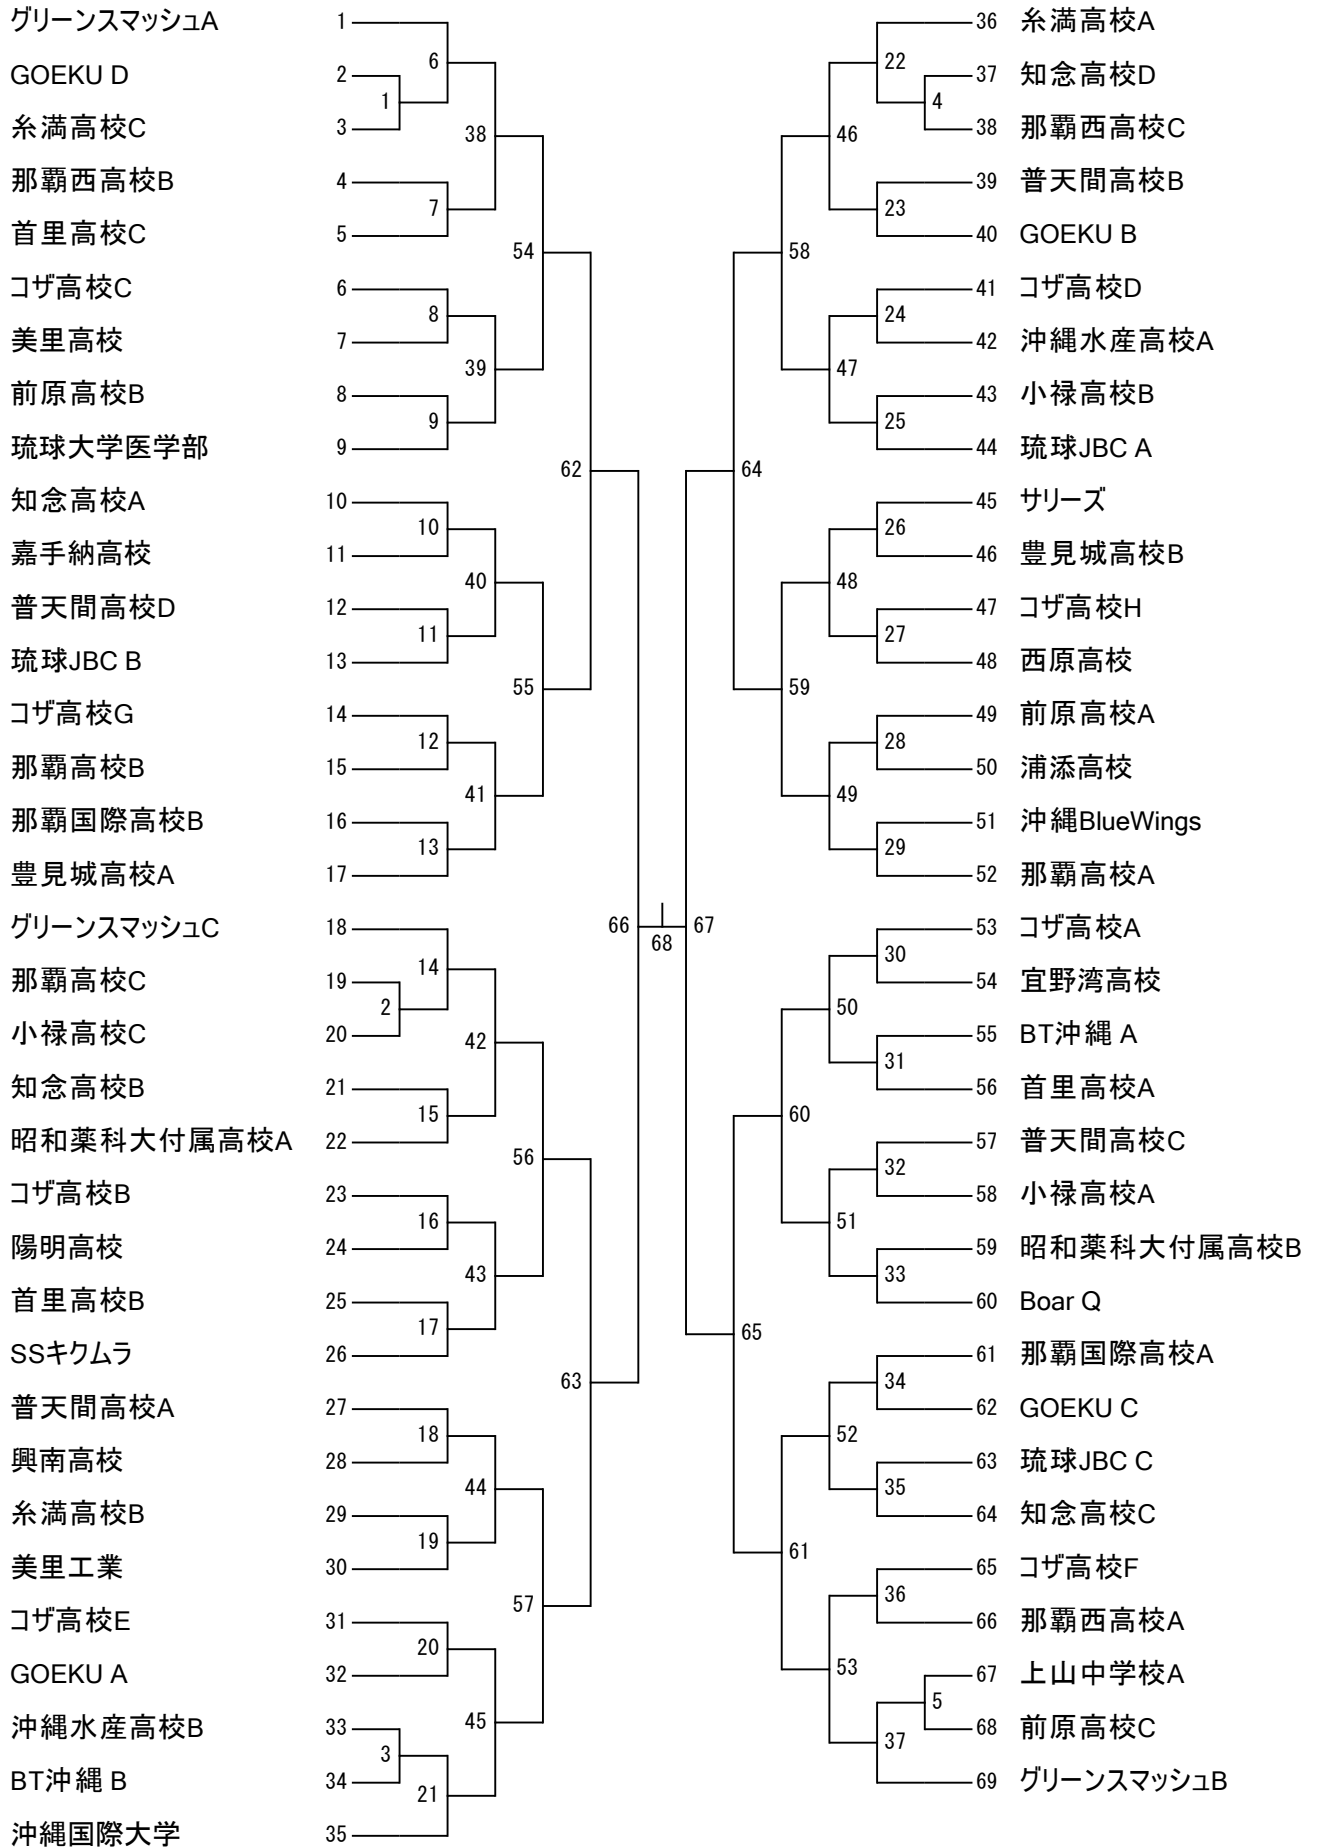 グリーンスマッシュA 1
GOEKU D 2
糸満高校C 3
那覇西高校B 4
首里高校C 5
コザ高校C 6
美里高校 7
前原高校B 8
琉球大学医学部 9
知念高校A 10
嘉手納高校 11
普天間高校D 12
琉球JBC B 13
コザ高校G 14
那覇高校B 15
那覇国際高校B 16
豊見城高校A 17
グリーンスマッシュC 18
那覇高校C 19
小禄高校C 20
知念高校B 21
昭和薬科大付属高校A 22
コザ高校B 23
陽明高校 24
首里高校B 25
SSキクムラ 26
普天間高校A 27
興南高校 28
糸満高校B 29
美里工業 30
コザ高校E 31
GOEKU A 32
沖縄水産高校B 33
BT沖縄 B 34
沖縄国際大学 35
1
2
3
6
7
8
9
10
11
12
13
14
15
16
17
18
19
20
21
38
39
40
41
42
43
44
45
54
55
56
57
62
63
66
68
67
64
65
58
59
60
61
46
47
48
49
50
51
52
53
22
23
24
25
26
27
28
29
30
31
32
33
34
35
36
37
4
5
36 糸満高校A
37 知念高校D
38 那覇西高校C
39 普天間高校B
40 GOEKU B
41 コザ高校D
42 沖縄水産高校A
43 小禄高校B
44 琉球JBC A
45 サリーズ
46 豊見城高校B
47 コザ高校H
48 西原高校
49 前原高校A
50 浦添高校
51 沖縄BlueWings
52 那覇高校A
53 コザ高校A
54 宜野湾高校
55 BT沖縄 A
56 首里高校A
57 普天間高校C
58 小禄高校A
59 昭和薬科大付属高校B
60 Boar Q
61 那覇国際高校A
62 GOEKU C
63 琉球JBC C
64 知念高校C
65 コザ高校F
66 那覇西高校A
67 上山中学校A
68 前原高校C
69 グリーンスマッシュB